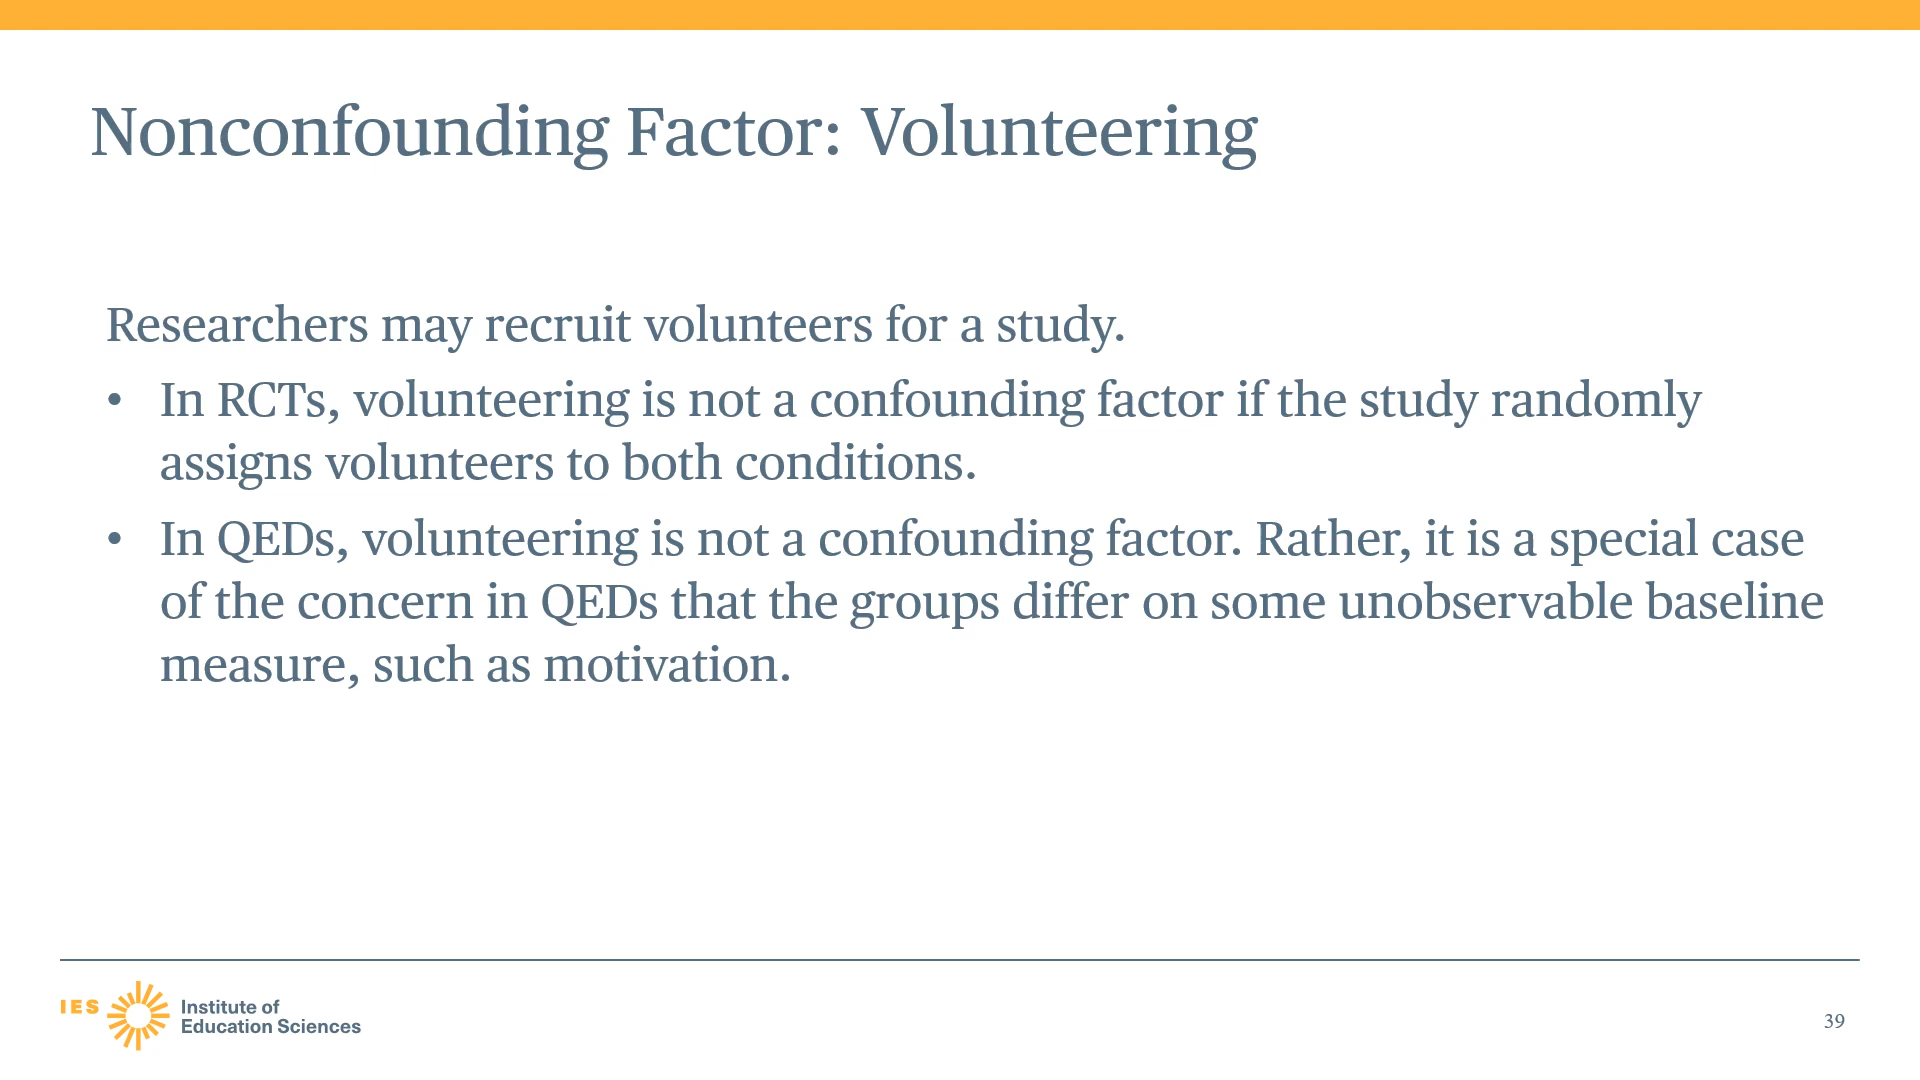 Nonconfounding Factor: Volunteering
Researchers may recruit volunteers for a study.
• In RCTs, volunteering is not a confounding factor if the study randomly
assigns volunteers to both conditions.
• In QEDs, volunteering is not a confounding factor. Rather, it is a special case
of the concern in QEDs that the groups differ on some unobservable baseline
measure, such as motivation.
IES
Institute of
Education Sciences
39